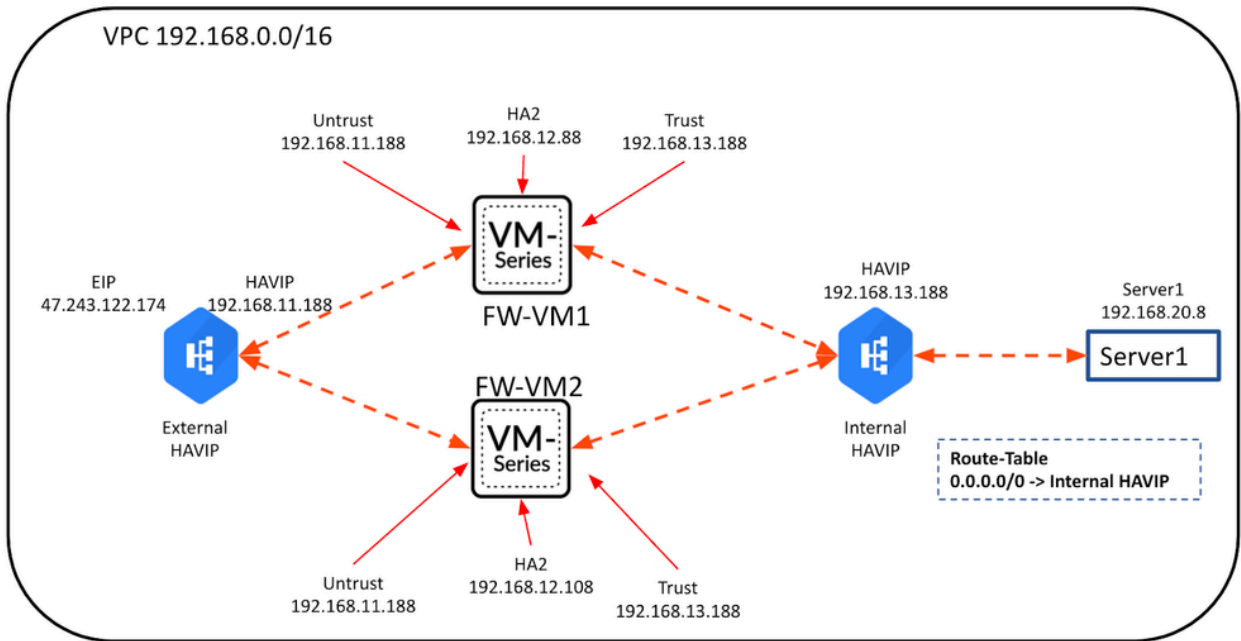 VPC 192.168.0.0/16
Untrust
192.168.11.188
HA2
192.168.12.88
Trust
192.168.13.188
VM-
Series
FW-VM1
EIP
47.243.122.174
HAVIP
192.168.11.188
External
HAVIP
HAVIP
192.168.13.188
Internal
HAVIP
Server1
192.168.20.8
Server1
FW-VM2
VM-
Series
Route-Table
0.0.0.0/0 -> Internal HAVIP
Untrust
192.168.11.188
HA2
192.168.12.108
Trust
192.168.13.188